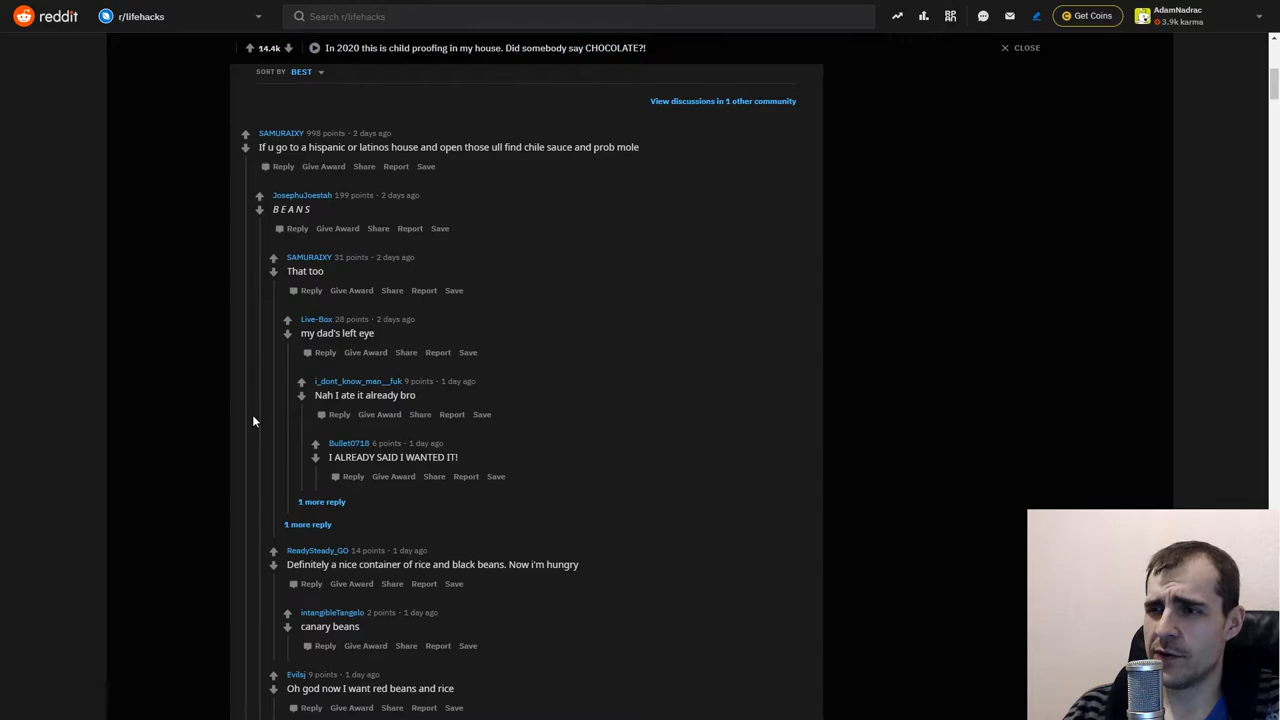 reddit
r/lifehacks
Search r/lifehacks
Get Coins
AdamNadrac
3.9k karma
14.4k
In 2020 this is child proofing in my house. Did somebody say CHOCOLATE?!
CLOSE
SORT BY BEST
View discussions in 1 other community
SAMURAIXY 998 points · 2 days ago
If u go to a hispanic or latinos house and open those ull find chile sauce and prob mole
Reply Give Award Share Report Save
JosephuJoestah 199 points · 2 days ago
B E A N S
Reply Give Award Share Report Save
SAMURAIXY 31 points · 2 days ago
That too
Reply Give Award Share Report Save
Live-Box 28 points · 2 days ago
my dad's left eye
Reply Give Award Share Report Save
i_dont_know_man__fuk 9 points · 1 day ago
Nah I ate it already bro
Reply Give Award Share Report Save
Bullet0718 6 points · 1 day ago
I ALREADY SAID I WANTED IT!
Reply Give Award Share Report Save
1 more reply
1 more reply
ReadySteady_GO 14 points · 1 day ago
Definitely a nice container of rice and black beans. Now i'm hungry
Reply Give Award Share Report Save
intangibleTangelo 2 points · 1 day ago
canary beans
Reply Give Award Share Report Save
Evilsj 9 points · 1 day ago
Oh god now I want red beans and rice
Reply Give Award Share Report Save